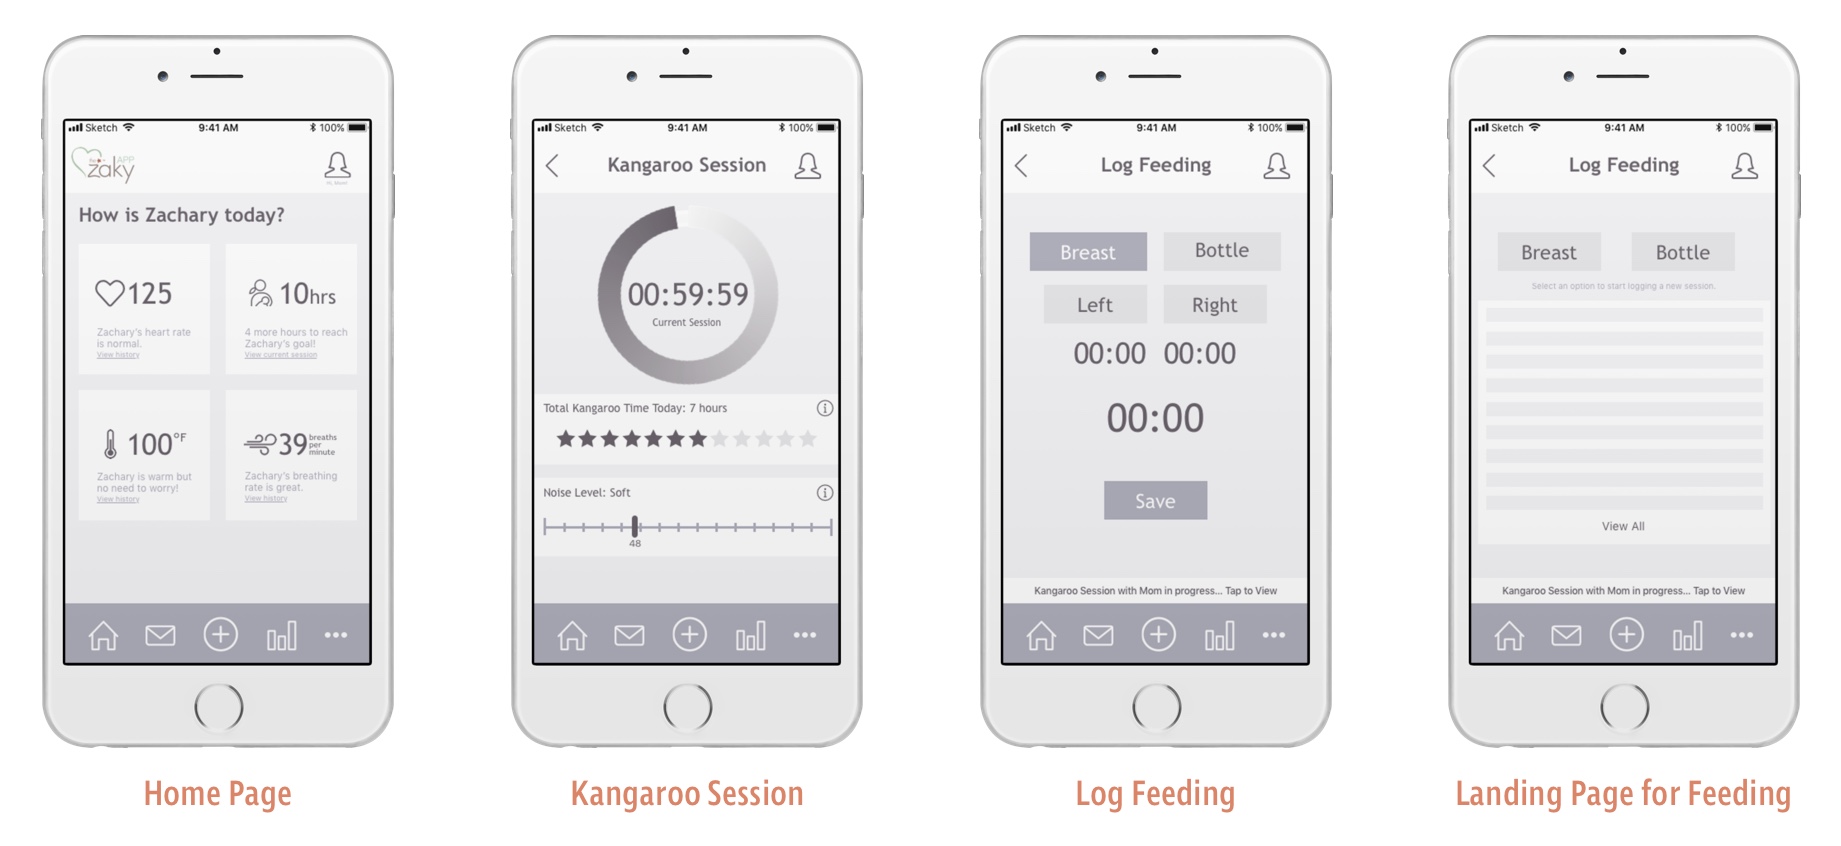 Sketch 9:41 AM 100%
the
zaky APP
Hi, Mom!
How is Zachary today?
125
Zachary's heart rate
is normal.
View history
10hrs
4 more hours to reach
Zachary's goal!
View current session
100°F
Zachary is warm but
no need to worry!
View history
39 breaths
per
minute
Zachary's breathing
rate is great.
View history
Home Page
Sketch 9:41 AM 100%
Kangaroo Session
00:59:59
Current Session
Total Kangaroo Time Today: 7 hours
Noise Level: Soft
48
Kangaroo Session
Sketch 9:41 AM 100%
Log Feeding
Breast Bottle
Left Right
00:00 00:00
00:00
Save
Kangaroo Session with Mom in progress... Tap to View
Log Feeding
Sketch 9:41 AM 100%
Log Feeding
Breast Bottle
Select an option to start logging a new session.
View All
Kangaroo Session with Mom in progress... Tap to View
Landing Page for Feeding